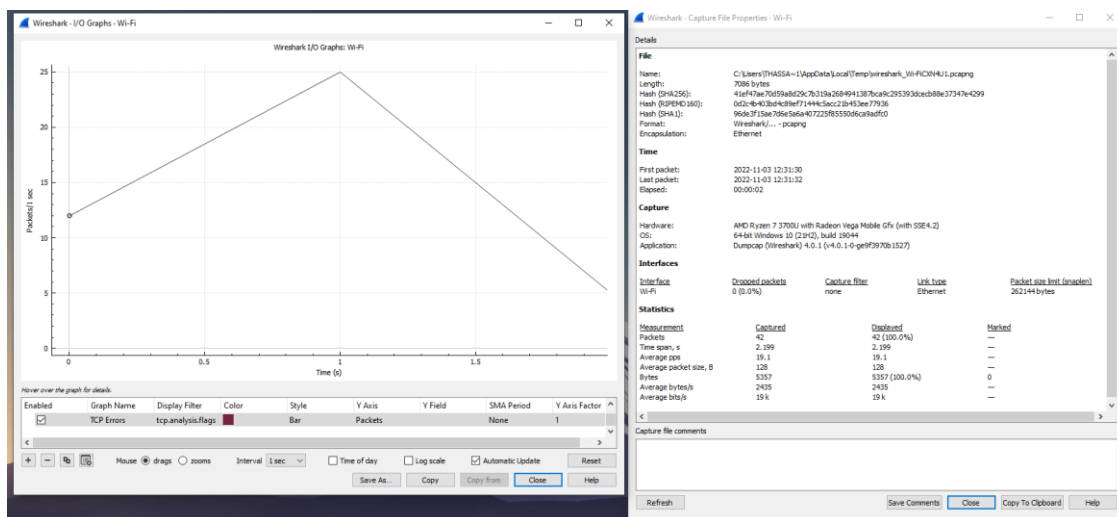 Wireshark - I/O Graphs - Wi-Fi
Wireshark I/O Graphs: Wi-Fi
25
20
15
10
5
0
Packets/1 sec
0 0.5 1 1.5
Time (s)
Hover over the graph for details.
Enabled Graph Name Display Filter Color Style Y Axis Y Field SMA Period Y Axis Factor
TCP Errors tcp.analysis.flags Bar Packets None 1
Mouse drags zooms Interval 1 sec Time of day Log scale Automatic Update Reset
Save As... Copy Copy from Close Help
Wireshark - Capture File Properties - Wi-Fi
Details
File
Name: C:\Users\THASSA~1\AppData\Local\Temp\wireshark_Wi-FiCXN4U1.pcapng
Length: 7086 bytes
Hash (SHA256):
Hash (RIPEMD160):
Hash (SHA1):
Format: Wireshark/... - pcapng
Encapsulation: Ethernet
Time
First packet: 2022-11-03 12:31:30
Last packet: 2022-11-03 12:31:32
Elapsed: 00:00:02
Capture
Hardware: AMD Ryzen 7 3700U with Radeon Vega Mobile Gfx (with SSE4.2)
OS: 64-bit Windows 10 (21H2), build 19044
Application: Dumpcap (Wireshark) 4.0.1 (v4.0.1-0-ge9f3970b1527)
Interfaces
Interface Dropped packets Capture filter Link type Packet size limit (snaplen)
Wi-Fi 0 (0.0%) none Ethernet 262144 bytes
Statistics
Measurement Captured Displayed Marked
Packets 42 42 (100.0%) —
Time span, s 2.199 2.199 —
Average pps 19.1 19.1 —
Average packet size, B 128 128 —
Bytes 5357 5357 (100.0%) 0
Average bytes/s 2435 2435 —
Average bits/s 19 k 19 k —
Capture file comments
Refresh Save Comments Close Copy To Clipboard Help